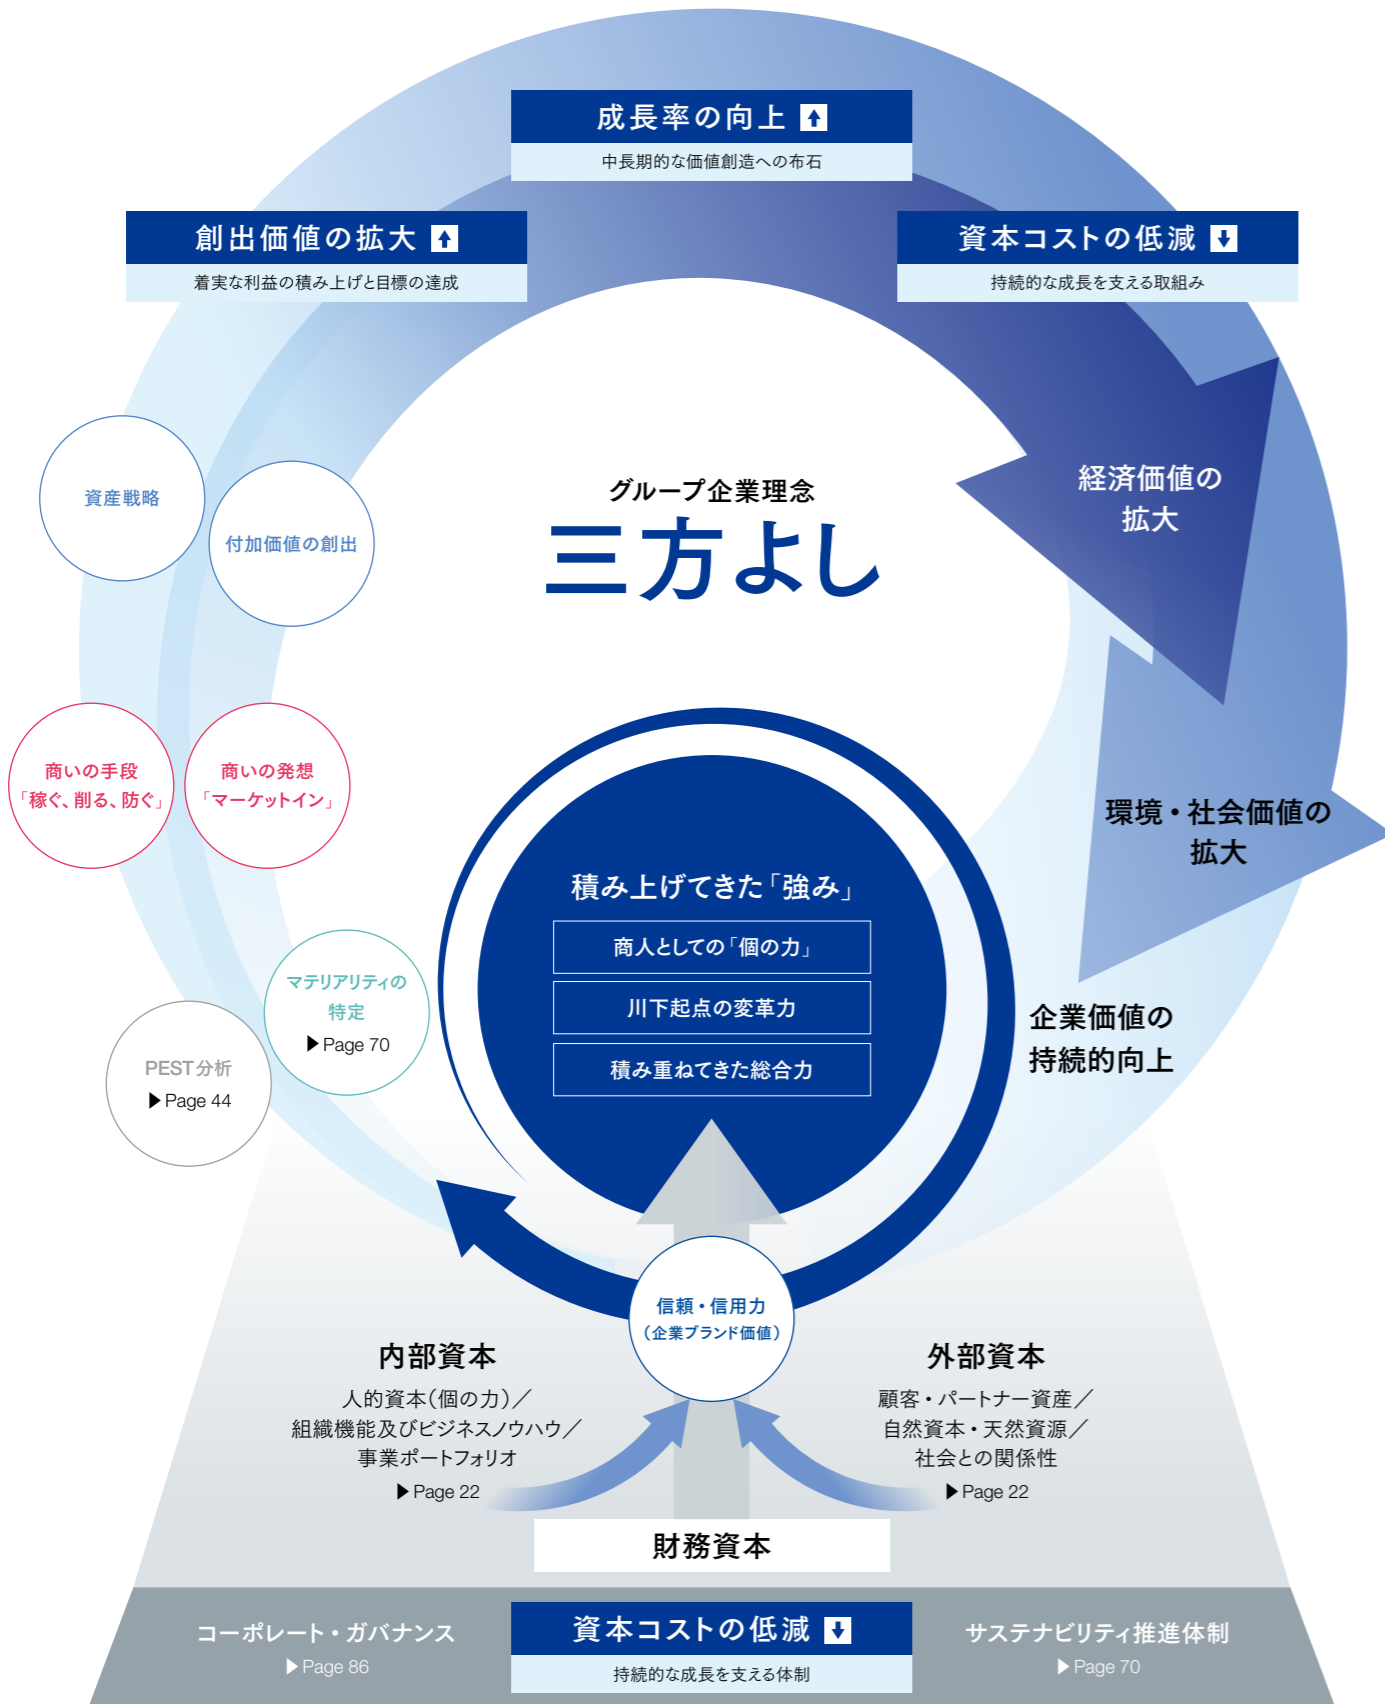 成長率の向上
中長期的な価値創造への布石
創出価値の拡大
着実な利益の積み上げと目標の達成
資本コストの低減
持続的な成長を支える取組み
資産戦略
付加価値の創出
グループ企業理念
三方よし
経済価値の
拡大
商いの手段
「稼ぐ、削る、防ぐ」
商いの発想
「マーケットイン」
環境・社会価値の
拡大
積み上げてきた「強み」
商人としての「個の力」
川下起点の変革力
積み重ねてきた総合力
マテリアリティの
特定
▶Page 70
PEST分析
▶Page 44
企業価値の
持続的向上
信頼・信用力
（企業ブランド価値）
内部資本
人的資本（個の力）／
組織機能及びビジネスノウハウ／
事業ポートフォリオ
▶Page 22
外部資本
顧客・パートナー資産／
自然資本・天然資源／
社会との関係性
▶Page 22
財務資本
コーポレート・ガバナンス
▶Page 86
資本コストの低減
持続的な成長を支える体制
サステナビリティ推進体制
▶Page 70